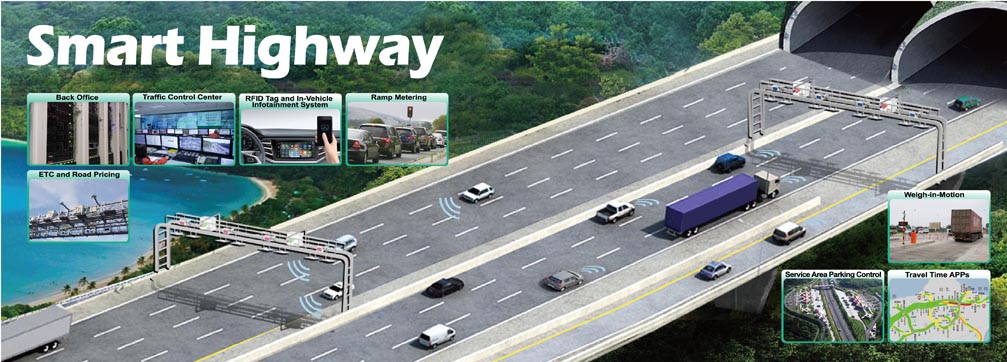 Smart Highway
Back Office
Traffic Control Center
RFID Tag and In-Vehicle
Infotainment System
Ramp Metering
ETC and Road Pricing
Weigh-In-Motion
Service Area Parking Control
Travel Time APPs